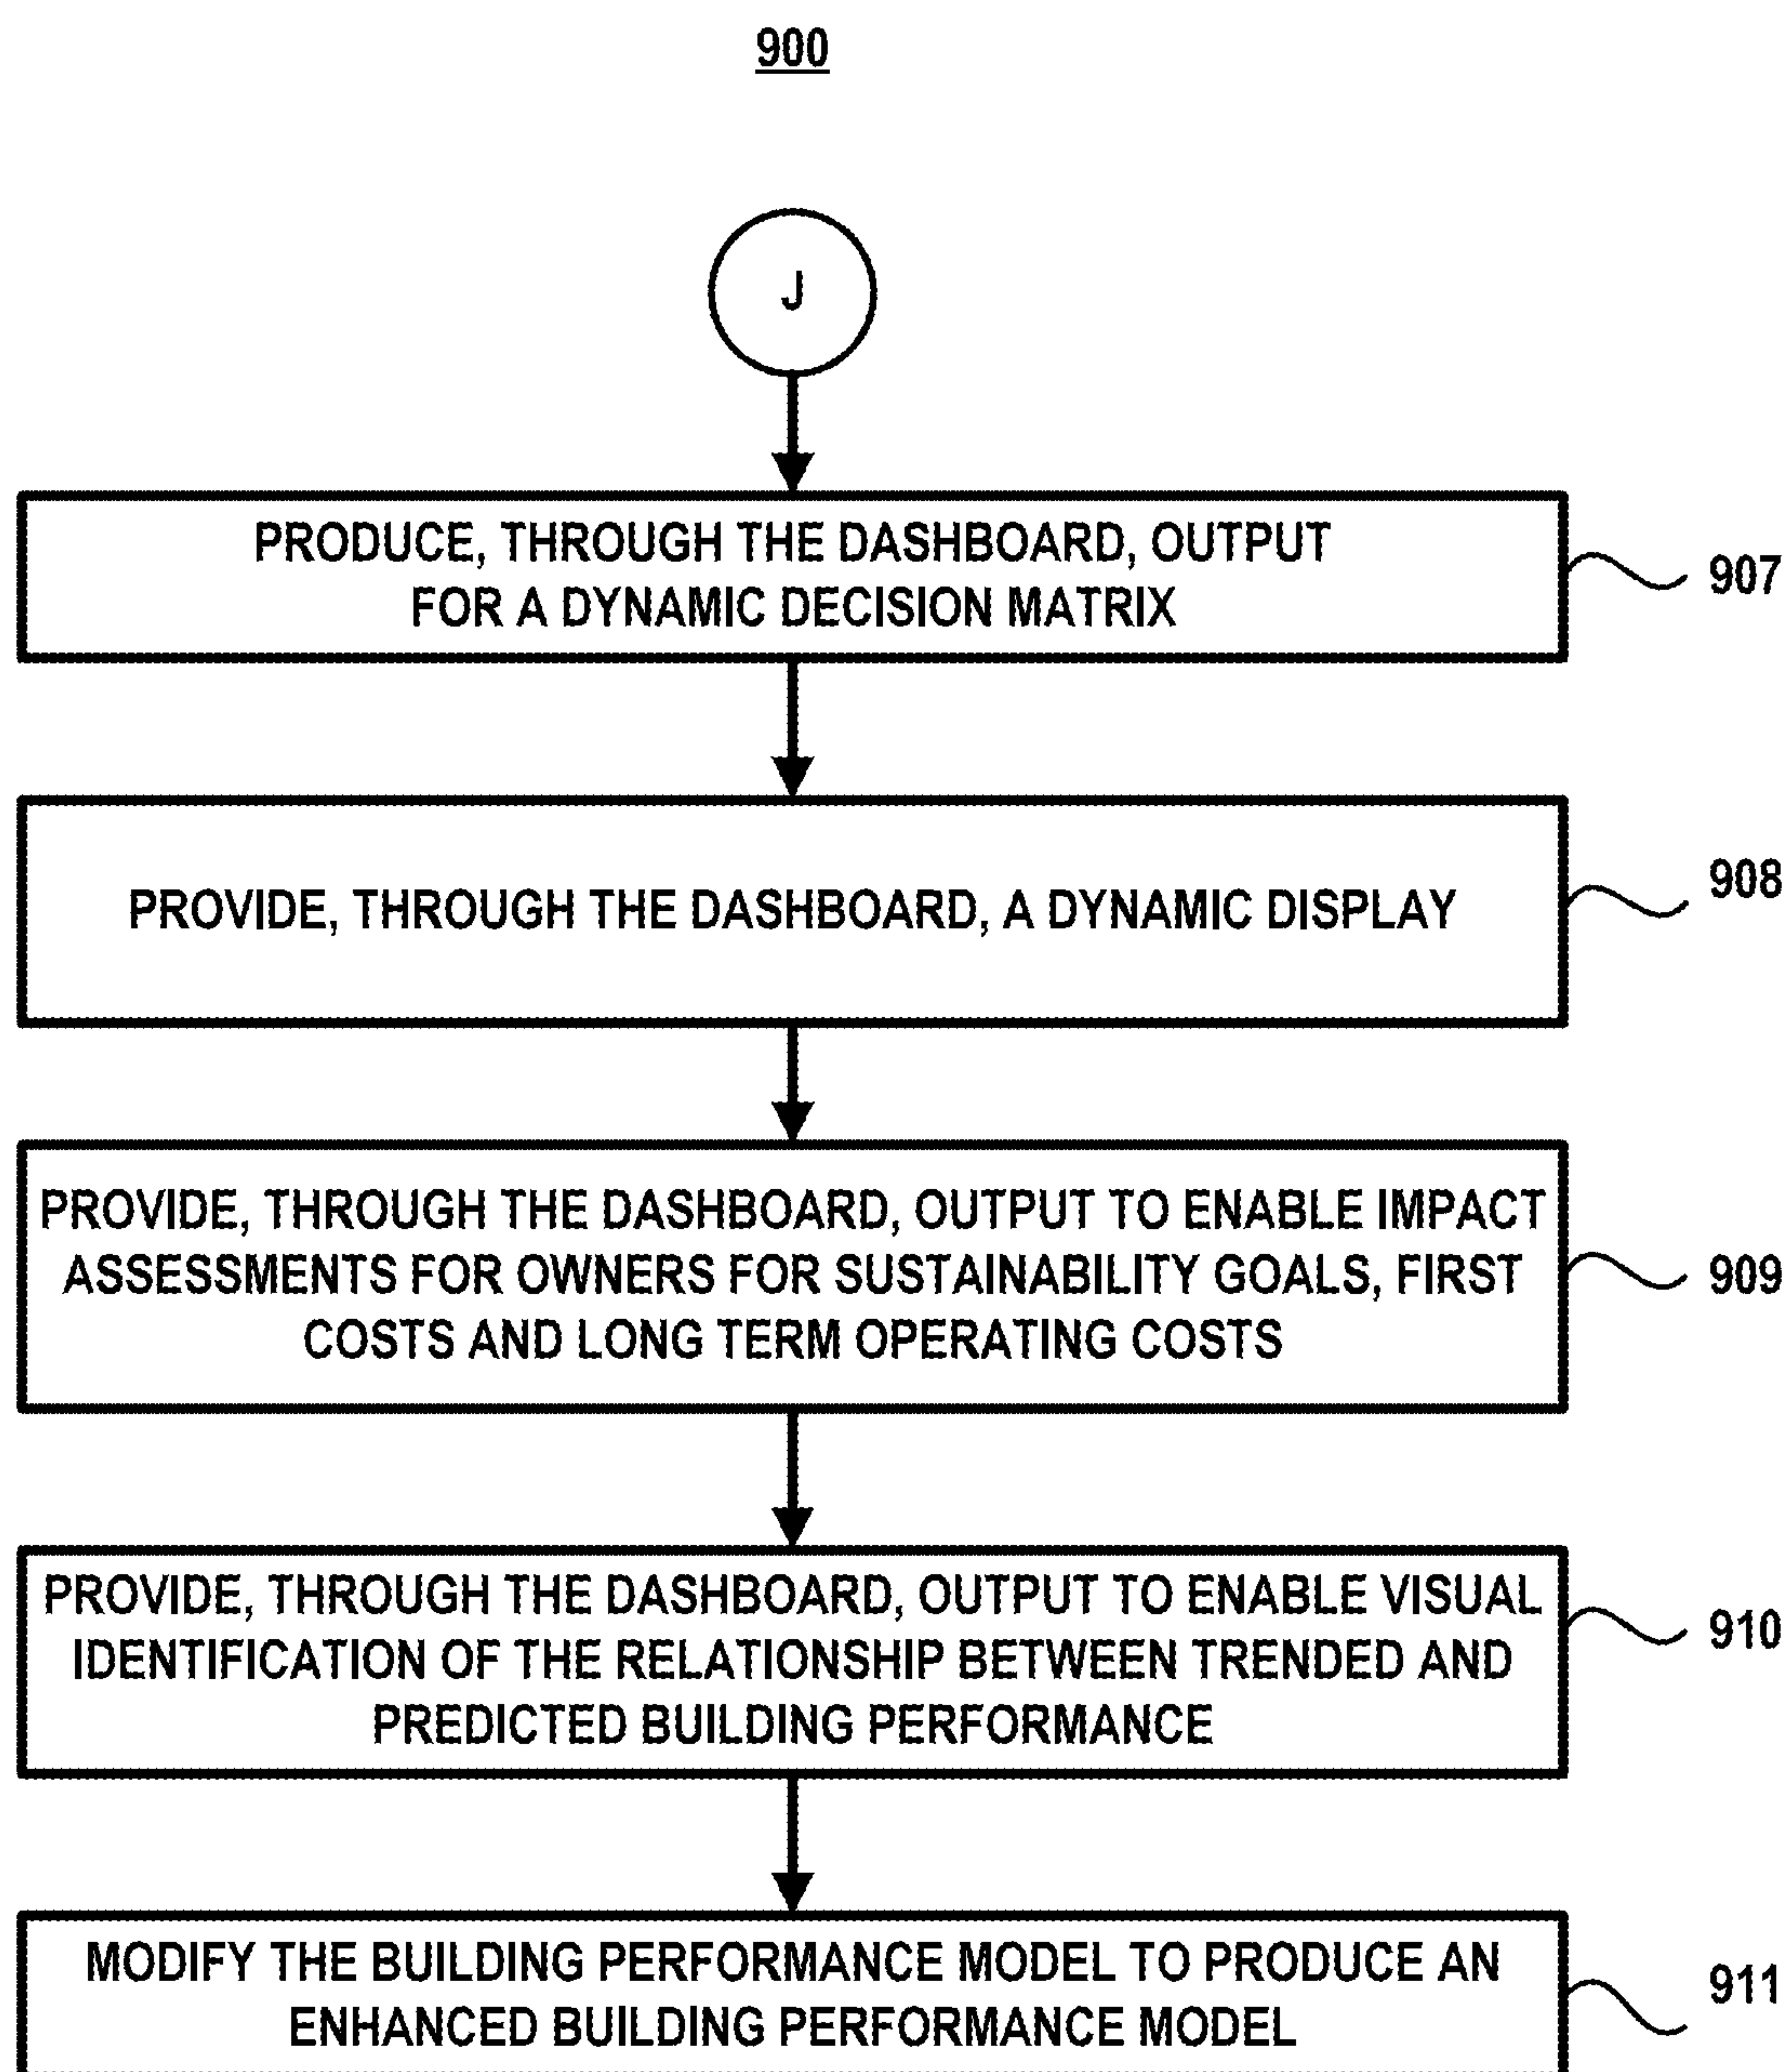 900
J
PRODUCE, THROUGH THE DASHBOARD, OUTPUT
FOR A DYNAMIC DECISION MATRIX
907
PROVIDE, THROUGH THE DASHBOARD, A DYNAMIC DISPLAY
908
PROVIDE, THROUGH THE DASHBOARD, OUTPUT TO ENABLE IMPACT
ASSESSMENTS FOR OWNERS FOR SUSTAINABILITY GOALS, FIRST
COSTS AND LONG TERM OPERATING COSTS
909
PROVIDE, THROUGH THE DASHBOARD, OUTPUT TO ENABLE VISUAL
IDENTIFICATION OF THE RELATIONSHIP BETWEEN TRENDED AND
PREDICTED BUILDING PERFORMANCE
910
MODIFY THE BUILDING PERFORMANCE MODEL TO PRODUCE AN
ENHANCED BUILDING PERFORMANCE MODEL
911